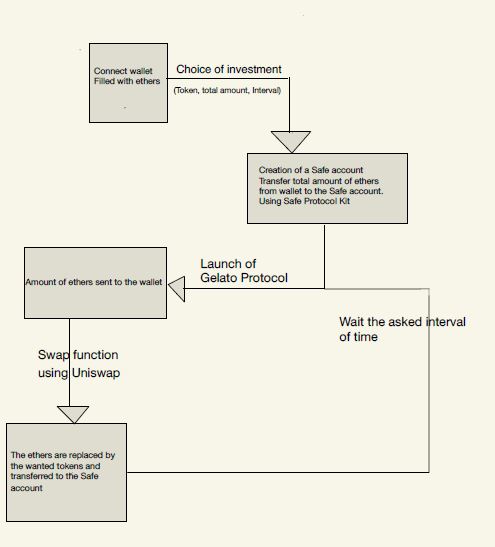 Connect wallet
Filled with ethers
Choice of investment
(Token, total amount, Interval)
Creation of a Safe account
Transfer total amount of ethers
from wallet to the Safe account.
Using Safe Protocol Kit
Launch of
Gelato Protocol
Amount of ethers sent to the wallet
Wait the asked interval
of time
Swap function
using Uniswap
The ethers are replaced by
the wanted tokens and
transferred to the Safe
account